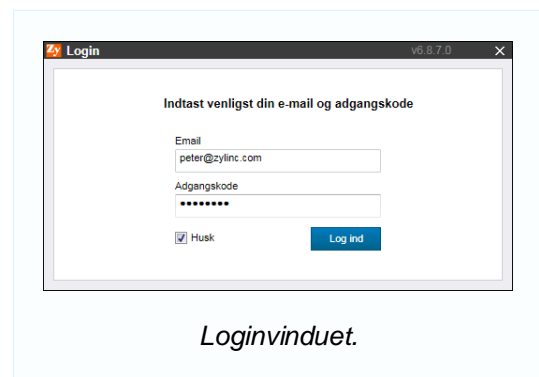 Zy Login v6.8.7.0
Indtast venligst din e-mail og adgangskode
Email
peter@zylinc.com
Adgangskode
••••••••
Husk Log ind
Loginvinduet.